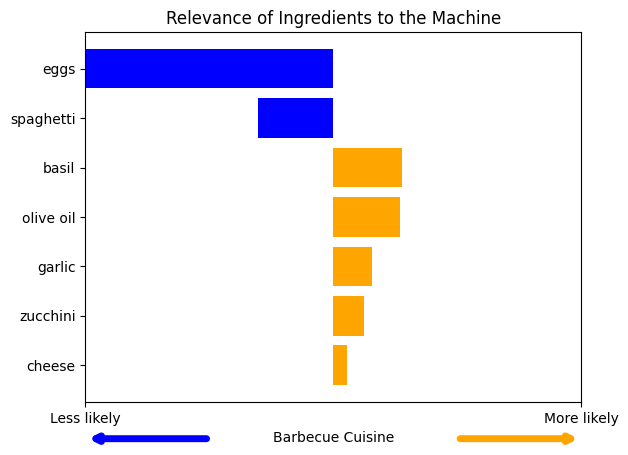 Relevance of Ingredients to the Machine
eggs
spaghetti
basil
olive oil
garlic
zucchini
cheese
Less likely
More likely
Barbecue Cuisine